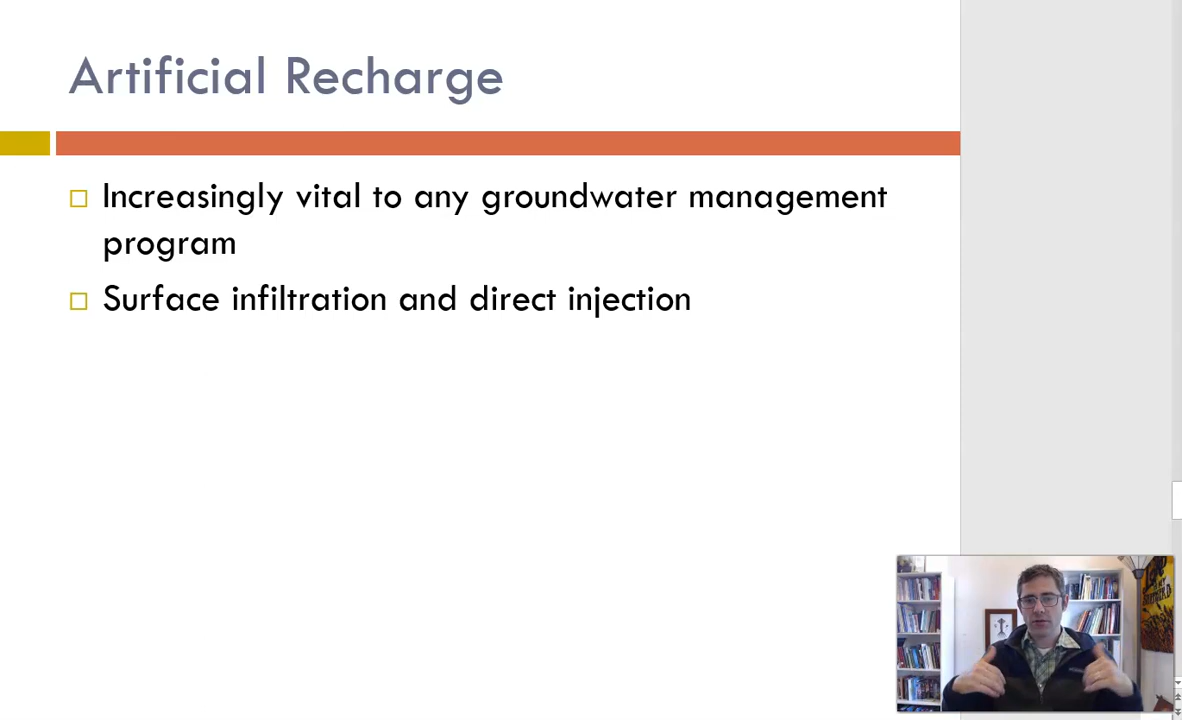 Artificial Recharge
Increasingly vital to any groundwater management
program
Surface infiltration and direct injection